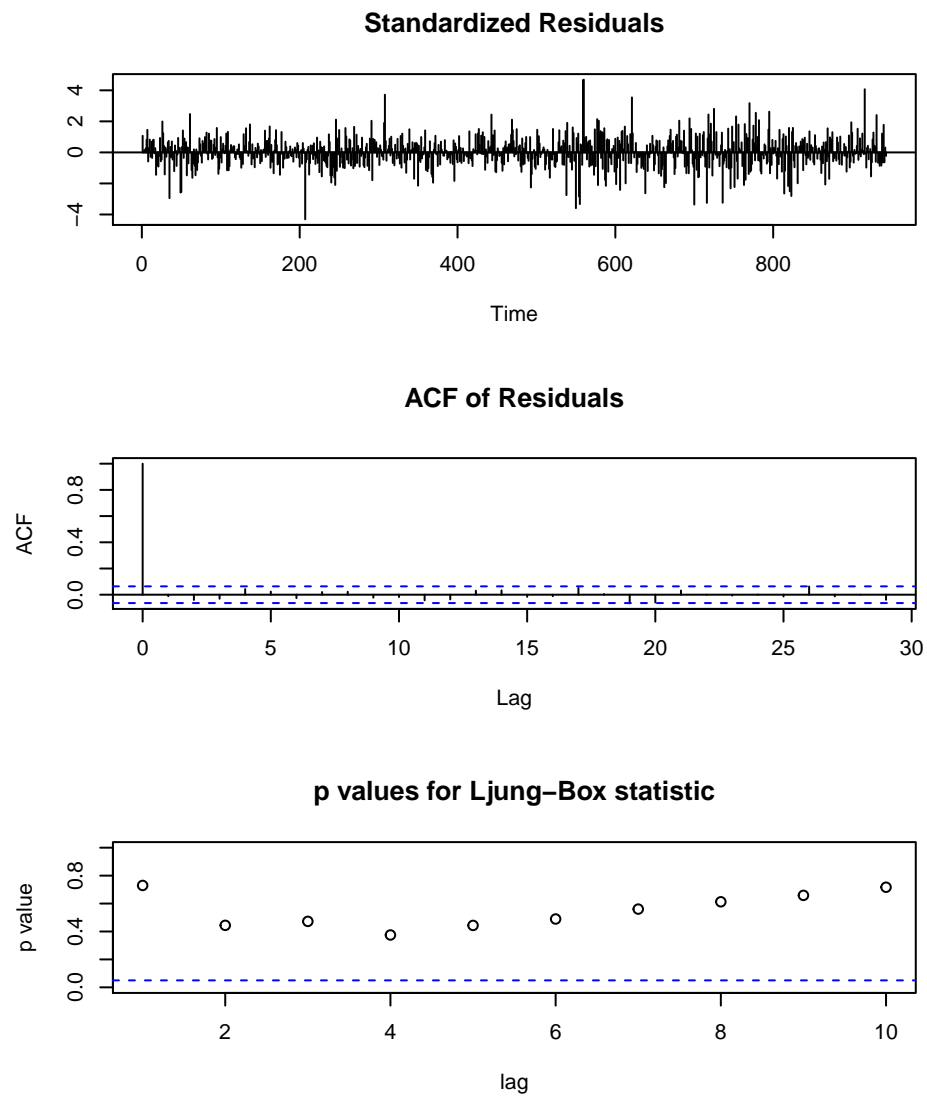 Standardized Residuals
4
2
0
−4
0 200 400 600 800
Time
ACF of Residuals
ACF
0.8
0.4
0.0
0 5 10 15 20 25 30
Lag
p values for Ljung−Box statistic
p value
0.8
0.4
0.0
2 4 6 8 10
lag